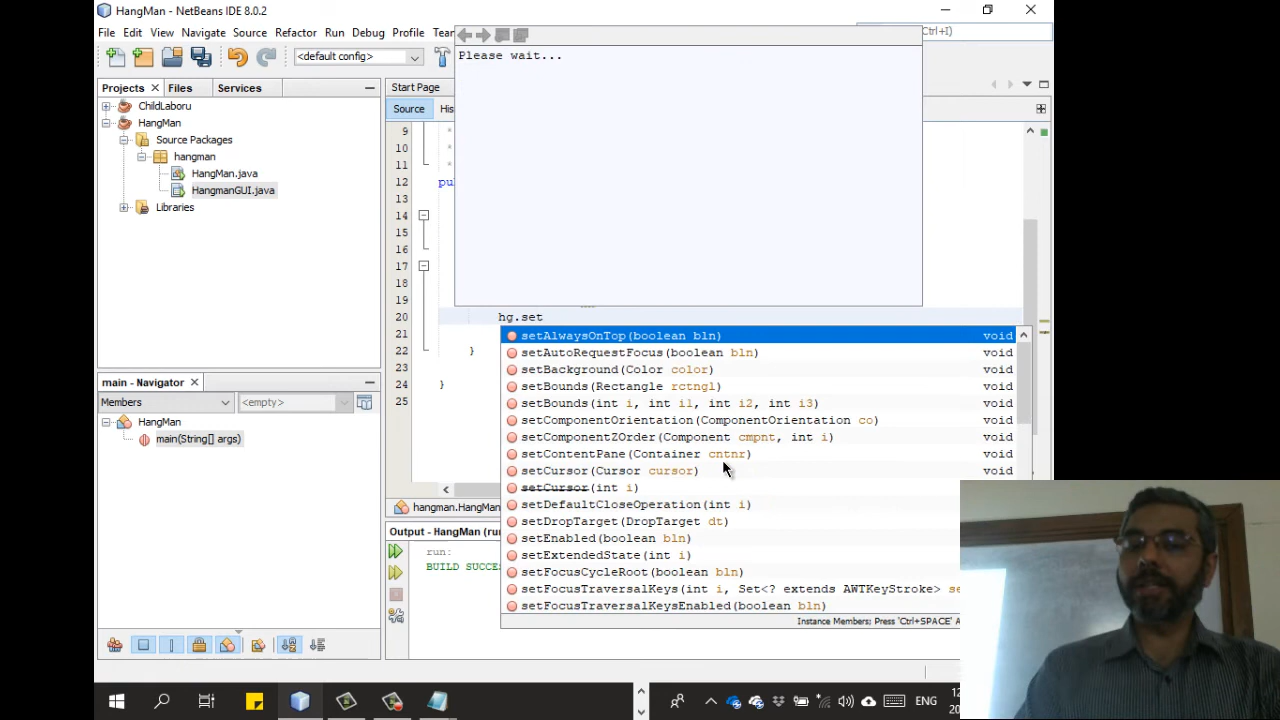 HangMan - NetBeans IDE 8.0.2
File Edit View Navigate Source Refactor Run Debug Profile
Ctrl+I)
<default config>
Please wait...
Projects
Files
Services
Start Page
ChildLaboru
HangMan
Source Packages
hangman
HangMan.java
HangmanGUI.java
Libraries
Source
9 *
10 *
11 *
12
13
14
15
16
17
18
19
20 hg.set
21
22 }
23
24 }
25
setAlwaysOnTop(boolean bln) void
setAutoRequestFocus(boolean bln) void
setBackground(Color color) void
setBounds(Rectangle rctngl) void
setBounds(int i, int i1, int i2, int i3) void
setComponentOrientation(ComponentOrientation co) void
setComponentZOrder(Component cmpnt, int i) void
setContentPane(Container cntnr) void
setCursor(Cursor cursor) void
setCursor(int i)
setDefaultCloseOperation(int i)
setDropTarget(DropTarget dt)
setEnabled(boolean bln)
setExtendedState(int i)
setFocusCycleRoot(boolean bln)
setFocusTraversalKeys(int i, Set<? extends AWTKeyStroke>
setFocusTraversalKeysEnabled(boolean bln)
Instance Members; Press 'Ctrl+SPACE'
main - Navigator
Members
<empty>
HangMan
main(String[] args)
Output - HangMan
run:
BUILD
ENG